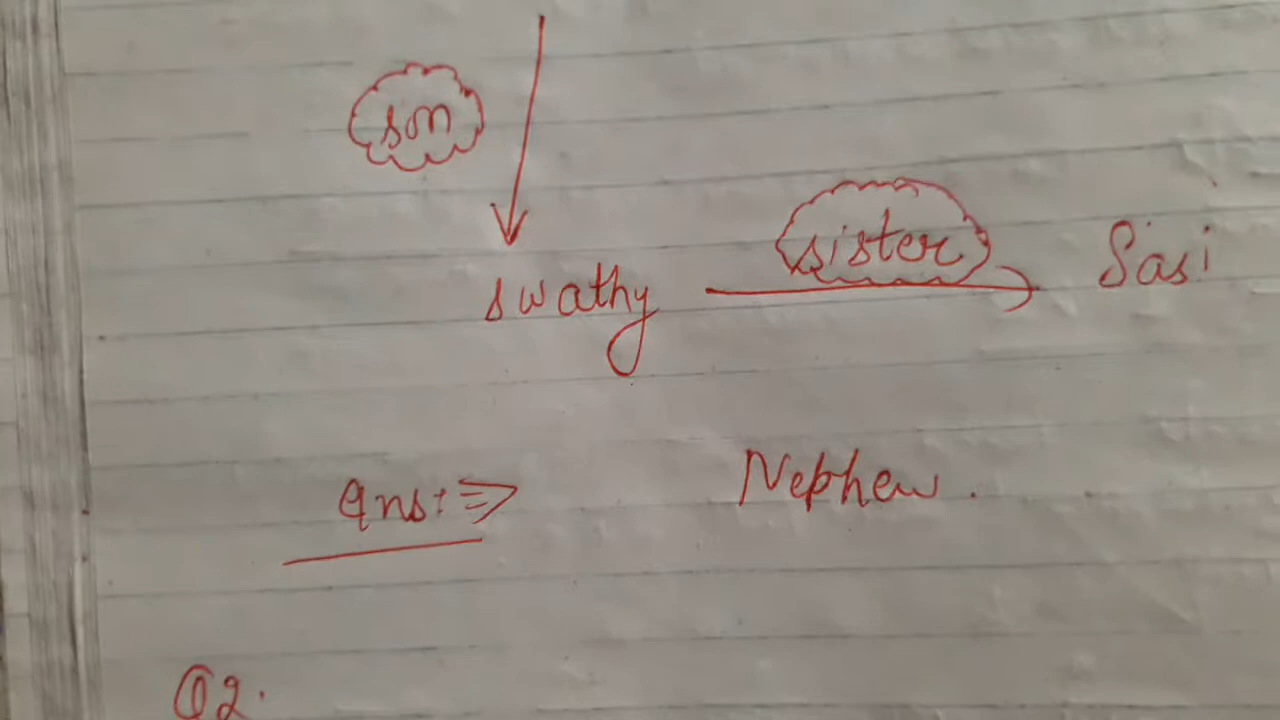 son
sister
swathy Sasi
Ans:⇒ Nephew.
Q2.